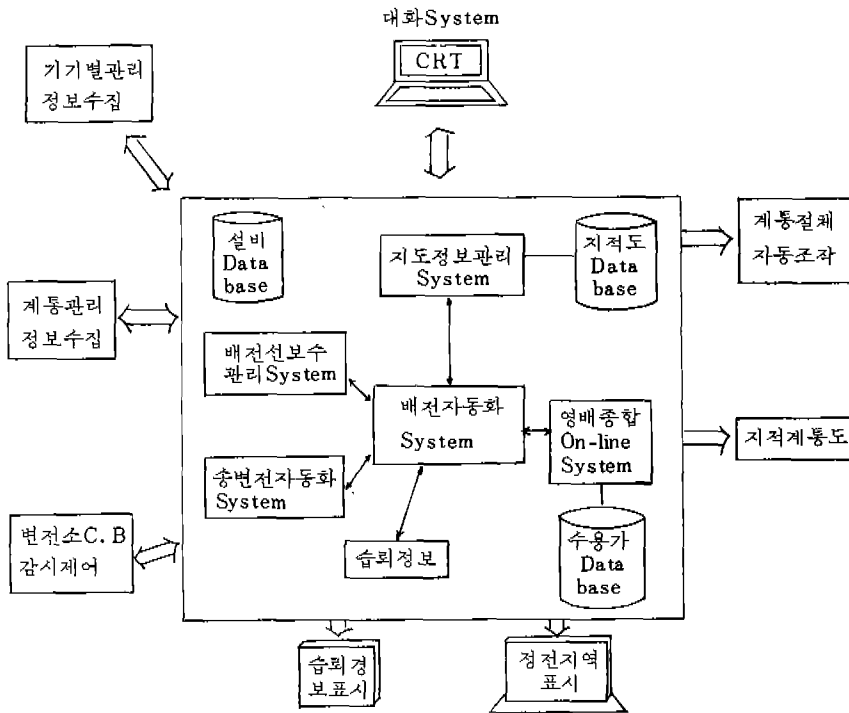 대화System
CRT
기기별관리
정보수집
설비
Data
base
지도정보관리
System
지적도
Data
base
계통절체
자동조작
계통관리
정보수집
배전선보수
관리System
배전자동화
System
영배종합
On-line
System
지적계통도
송변전자동화
System
변전소C.B
감시제어
습뢰정보
수용가
Data
base
습뢰경
보표시
정전지역
표시